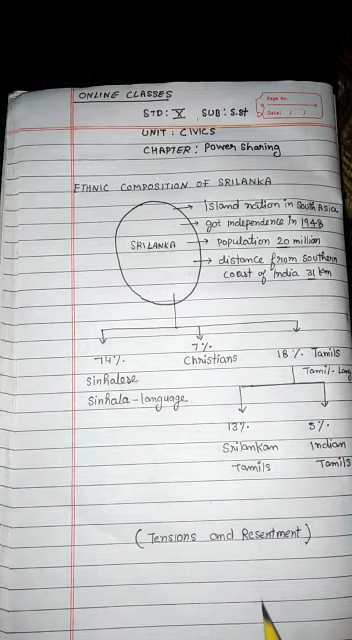 ONLINE CLASSES
Page No.
STD: X , SUB: S.St
Date: / /
UNIT: CIVICS
CHAPTER: Power Sharing
ETHNIC COMPOSITION OF SRILANKA
SRILANKA
→ island nation in South Asia
→ got independence in 1948
→ population 20 million
→ distance from southern
coast of India 31 km
74%. 7%. 18 %. Tamils
Sinhalese Christians Tamil-Lang
Sinhala-language
13%. 5%.
Srilankan Indian
Tamils Tamils
(Tensions and Resentment)